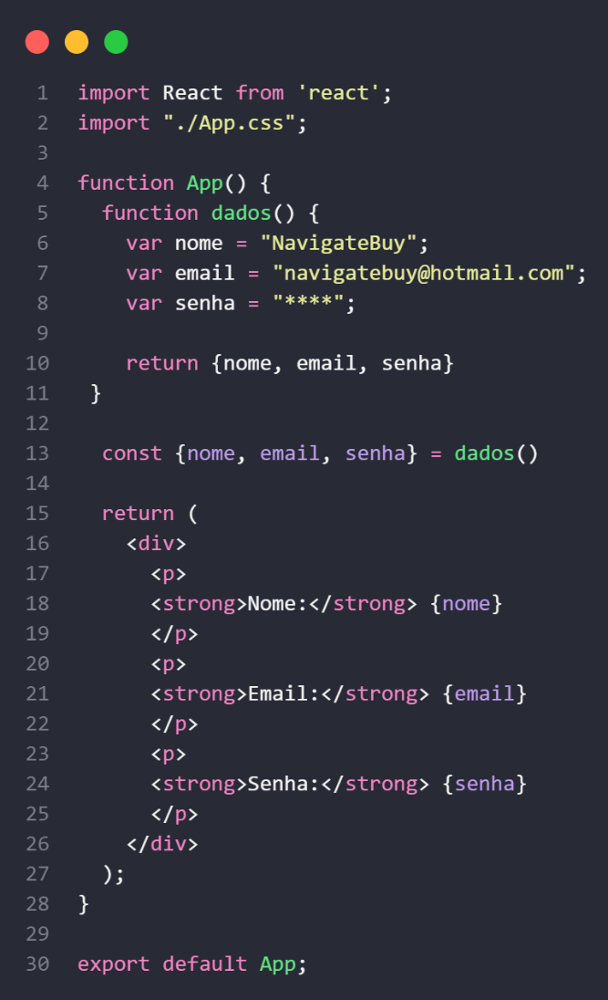 1 import React from 'react';
2 import "./App.css";
3
4 function App() {
5   function dados() {
6     var nome = "NavigateBuy";
7     var email = "navigatebuy@hotmail.com";
8     var senha = "****";
9
10     return {nome, email, senha}
11  }
12
13   const {nome, email, senha} = dados()
14
15   return (
16     <div>
17       <p>
18       <strong>Nome:</strong> {nome}
19       </p>
20       <p>
21       <strong>Email:</strong> {email}
22       </p>
23       <p>
24       <strong>Senha:</strong> {senha}
25       </p>
26     </div>
27   );
28 }
29
30 export default App;